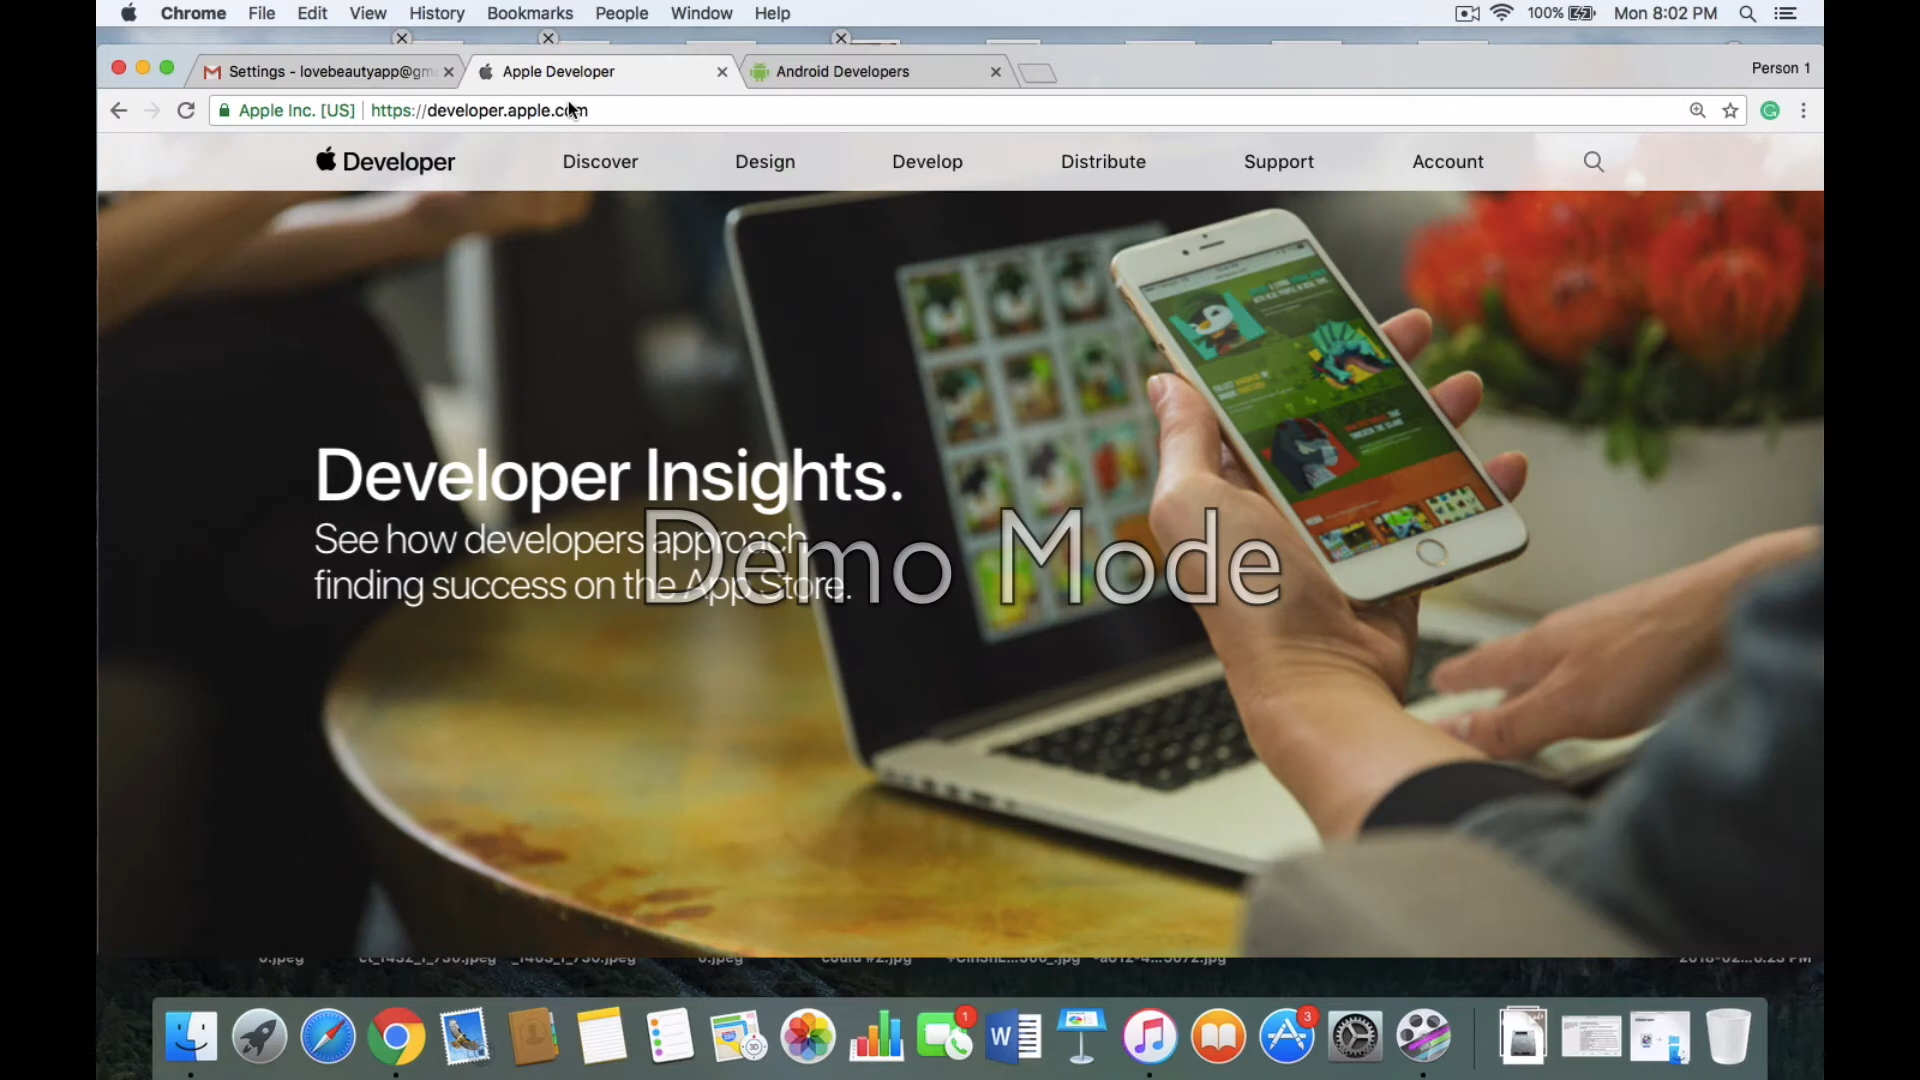 Chrome File Edit View History Bookmarks People Window Help 100% Mon 8:02 PM
Settings - lovebeautyapp@gm Apple Developer Android Developers Person 1
Apple Inc. [US] https://developer.apple.com
Developer Discover Design Develop Distribute Support Account
Developer Insights.
See how developers approach
finding success on the App Store.
Demo Mode
1
W
3